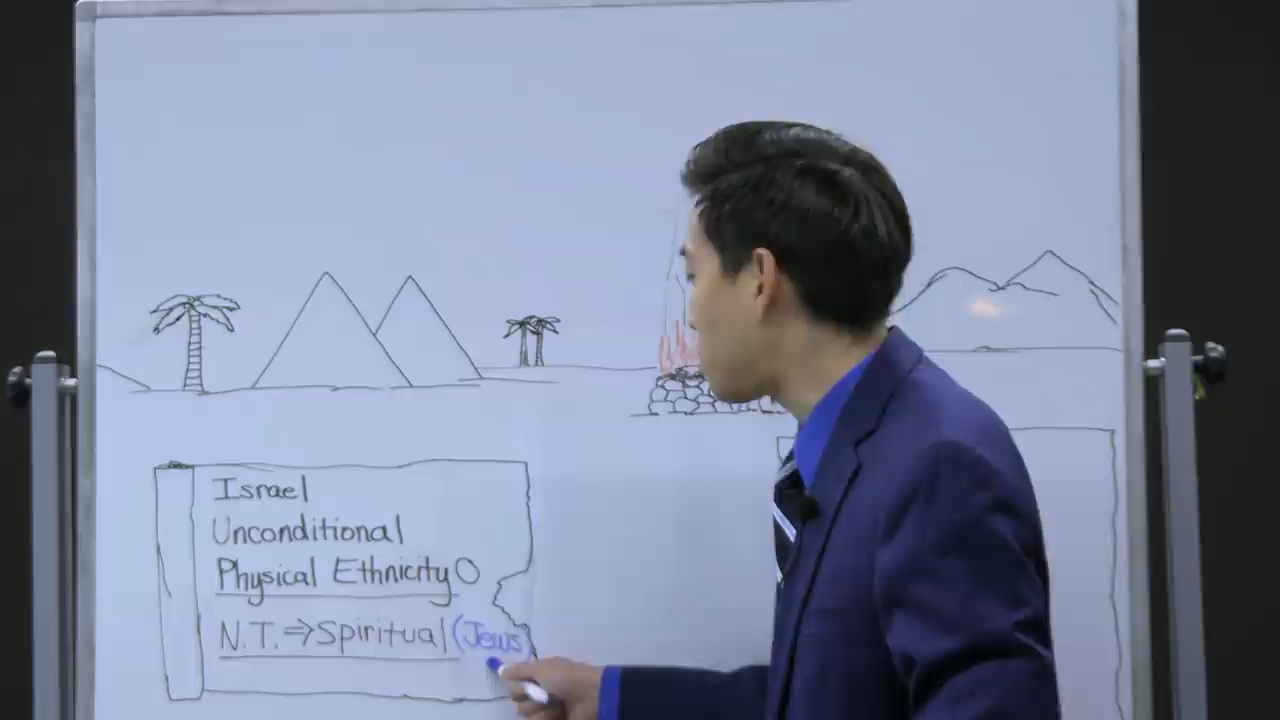 Israel
Unconditional
Physical Ethnicity O
N.T. ⇒ Spiritual (Jews)